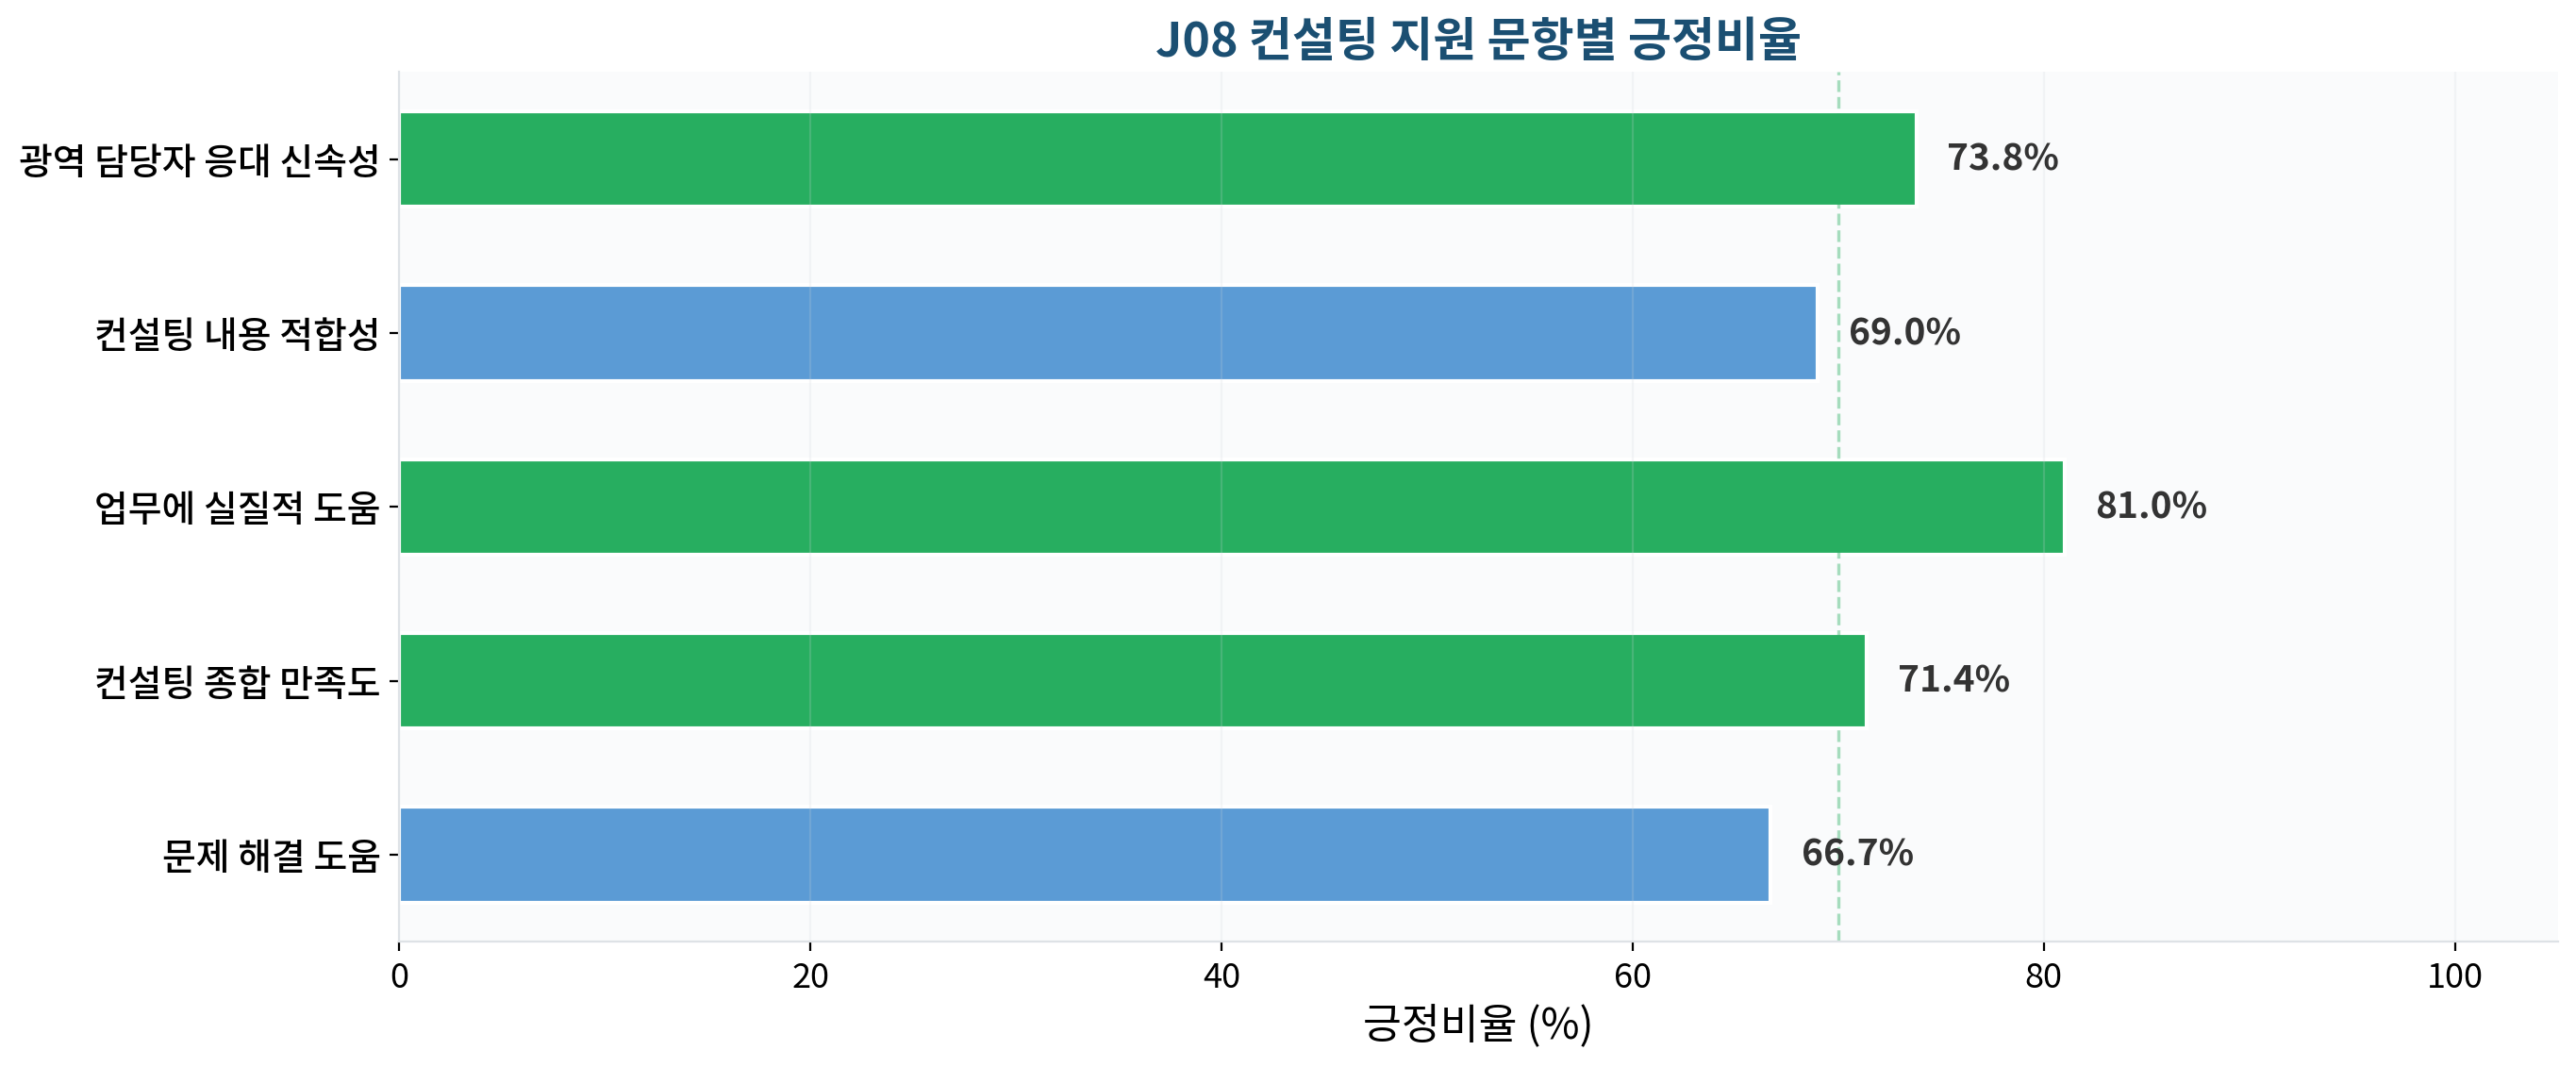 J08 컨설팅 지원 문항별 긍정비율
광역 담당자 응대 신속성
73.8%
컨설팅 내용 적합성
69.0%
업무에 실질적 도움
81.0%
컨설팅 종합 만족도
71.4%
문제 해결 도움
66.7%
0 20 40 60 80 100
긍정비율 (%)